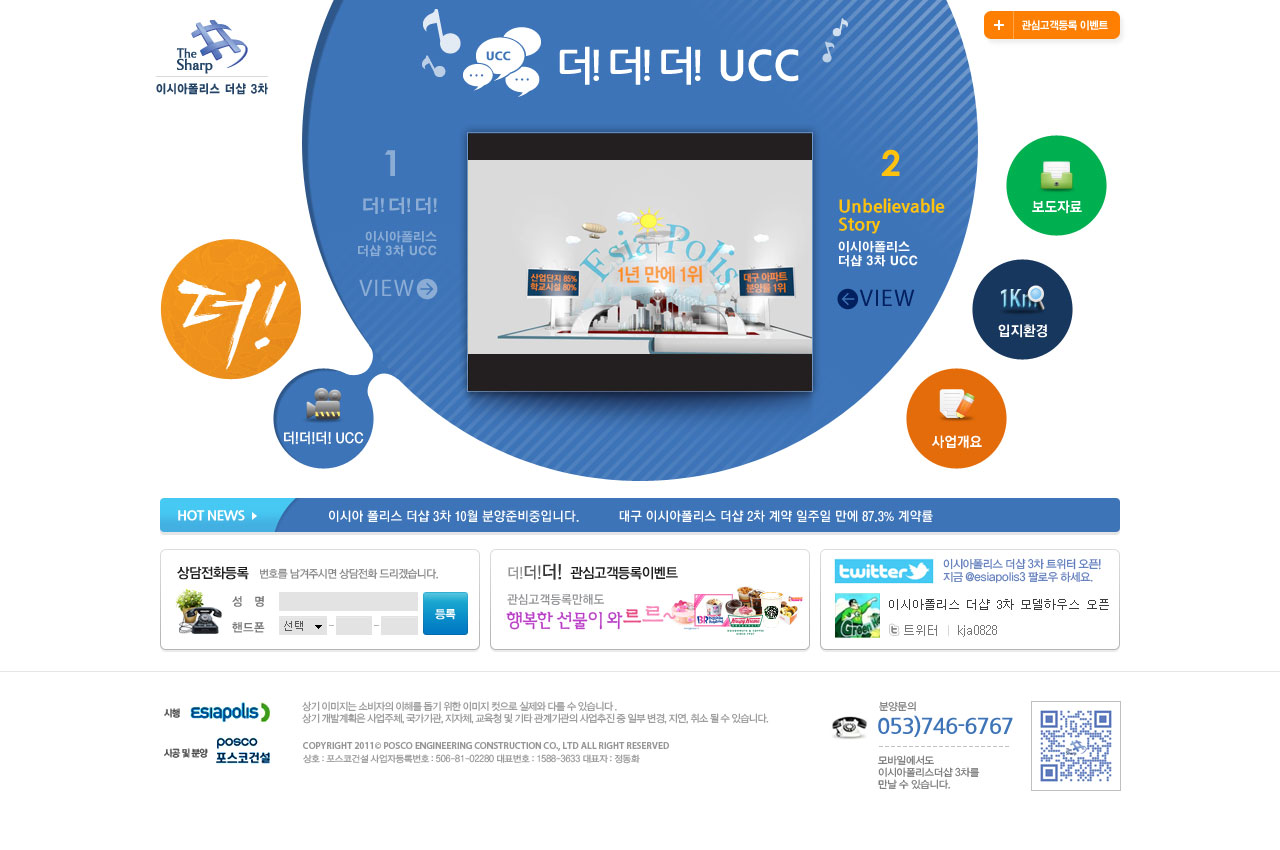 The
Sharp
이시아폴리스 더샵 3차
UCC
더! 더! 더! UCC
+ 관심고객등록 이벤트
1
더! 더! 더!
이시아폴리스
더샵 3차 UCC
VIEW
Esia Polis
1년 만에 1위
산업단지 85%
학교시설 80%
대구 아파트
분양률 1위
2
Unbelievable
Story
이시아폴리스
더샵 3차 UCC
VIEW
보도자료
1Km
입지환경
사업개요
더!
더!더!더! UCC
HOT NEWS
이시아 폴리스 더샵 3차 10월 분양준비중입니다.
대구 이시아폴리스 더샵 2차 계약 일주일 만에 87.3% 계약률
상담전화등록 번호를 남겨주시면 상담전화 드리겠습니다.
성 명
핸드폰
선택
등록
더!더!더! 관심고객등록이벤트
관심고객등록만해도
행복한 선물이 와르르~
BR
Krispy Kreme
twitter
이시아폴리스 더샵 3차 트위터 오픈!
지금 @esiapolis3 팔로우 하세요.
Green
이시아폴리스 더샵 3차 모델하우스 오픈
트위터 | kja0828
시행 esiapolis
시공 및 분양 posco
포스코건설
상기 이미지는 소비자의 이해를 돕기 위한 이미지 컷으로 실제와 다를 수 있습니다.
상기 개발계획은 사업주체, 국가기관, 지자체, 교육청 및 기타 관계기관의 사업추진 중 일부 변경, 지연, 취소 될 수 있습니다.
COPYRIGHT 2011© POSCO ENGINEERING CONSTRUCTION CO., LTD ALL RIGHT RESERVED
상호 : 포스코건설 사업자등록번호 : 506-81-02280 대표번호 : 1588-3633 대표자 : 정동화
분양문의
053)746-6767
모바일에서도
이시아폴리스더샵 3차를
만날 수 있습니다.
The
Sharp